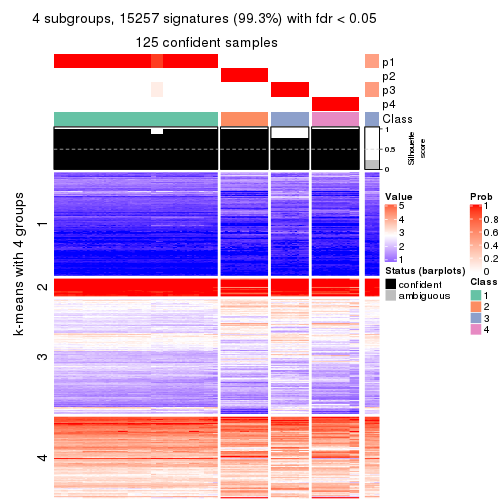 4 subgroups, 15257 signatures (99.3%) with fdr < 0.05
125 confident samples
p1
p2
p3
p4
Class
1
0.5
0
Silhouette
score
k-means with 4 groups
1
2
3
4
Value
5
4
3
2
1
Status (barplots)
confident
ambiguous
Prob
1
0.8
0.6
0.4
0.2
0
Class
1
2
3
4